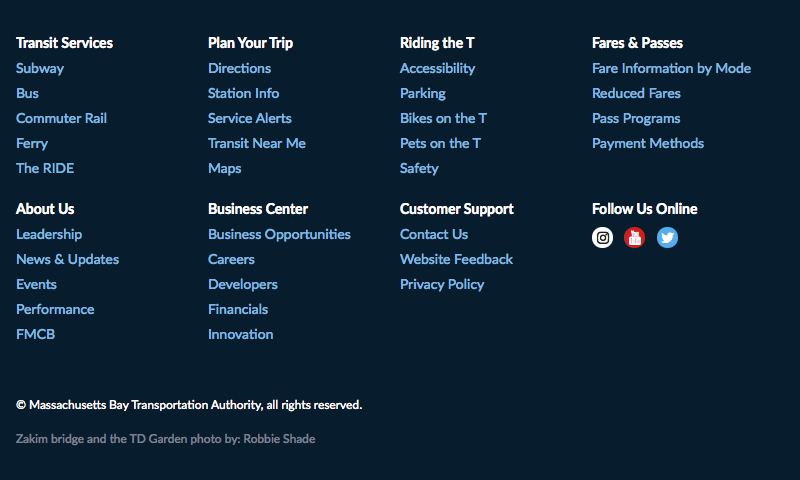 Transit Services
Subway
Bus
Commuter Rail
Ferry
The RIDE
Plan Your Trip
Directions
Station Info
Service Alerts
Transit Near Me
Maps
Riding the T
Accessibility
Parking
Bikes on the T
Pets on the T
Safety
Fares & Passes
Fare Information by Mode
Reduced Fares
Pass Programs
Payment Methods
About Us
Leadership
News & Updates
Events
Performance
FMCB
Business Center
Business Opportunities
Careers
Developers
Financials
Innovation
Customer Support
Contact Us
Website Feedback
Privacy Policy
Follow Us Online
© Massachusetts Bay Transportation Authority, all rights reserved.
Zakim bridge and the TD Garden photo by: Robbie Shade